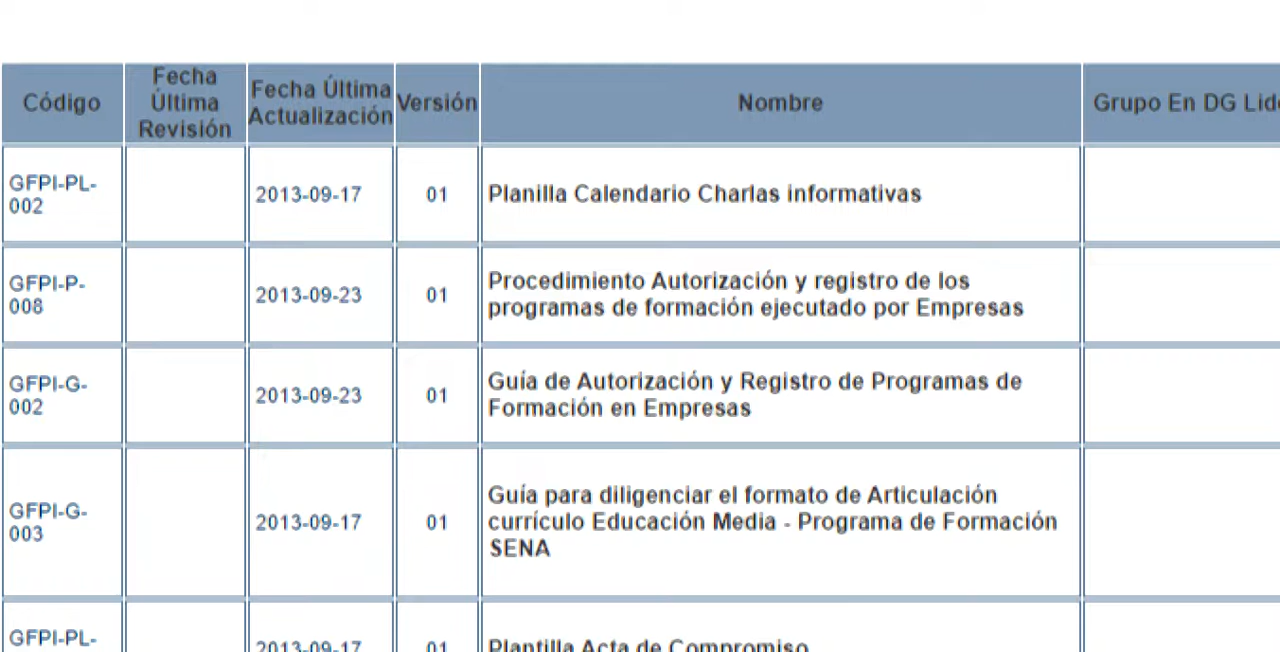 Código
Fecha
Última
Revisión
Fecha Última
Actualización
Versión
Nombre
Grupo En DG
GFPI-PL-
002
2013-09-17
01
Planilla Calendario Charlas informativas
GFPI-P-
008
2013-09-23
01
Procedimiento Autorización y registro de los
programas de formación ejecutado por Empresas
GFPI-G-
002
2013-09-23
01
Guía de Autorización y Registro de Programas de
Formación en Empresas
GFPI-G-
003
2013-09-17
01
Guía para diligenciar el formato de Articulación
currículo Educación Media - Programa de Formación
SENA
GFPI-PL-
2013-09-17
01
Plantilla Acta de Compromiso